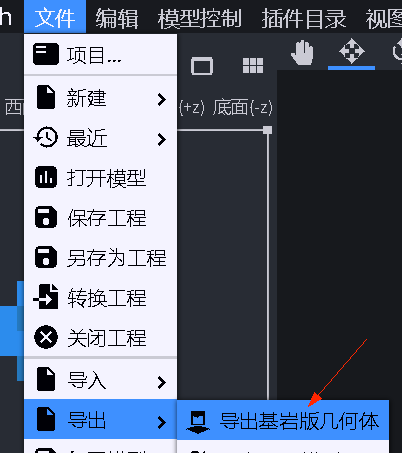 h 文件 编辑 模型控制 插件目录 视图
项目...
新建
(+z) 底面(-z)
最近
打开模型
保存工程
另存为工程
转换工程
关闭工程
导入
导出
导出基岩版几何体